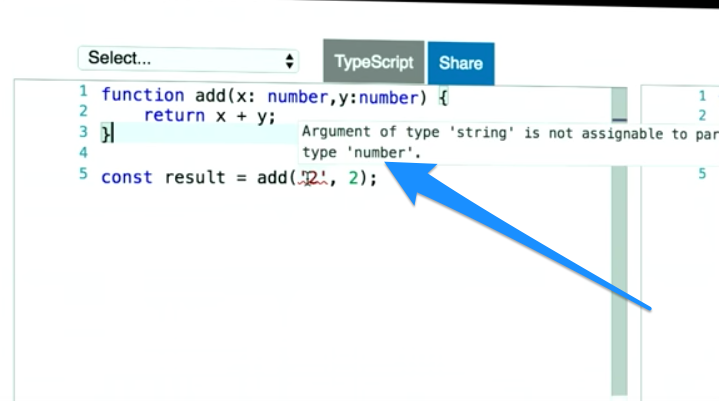 Select...
TypeScript
Share
1 function add(x: number,y:number) {
2 return x + y;
3 }
4
5 const result = add('2', 2);
Argument of type 'string' is not assignable to par
type 'number'.
1
2
5